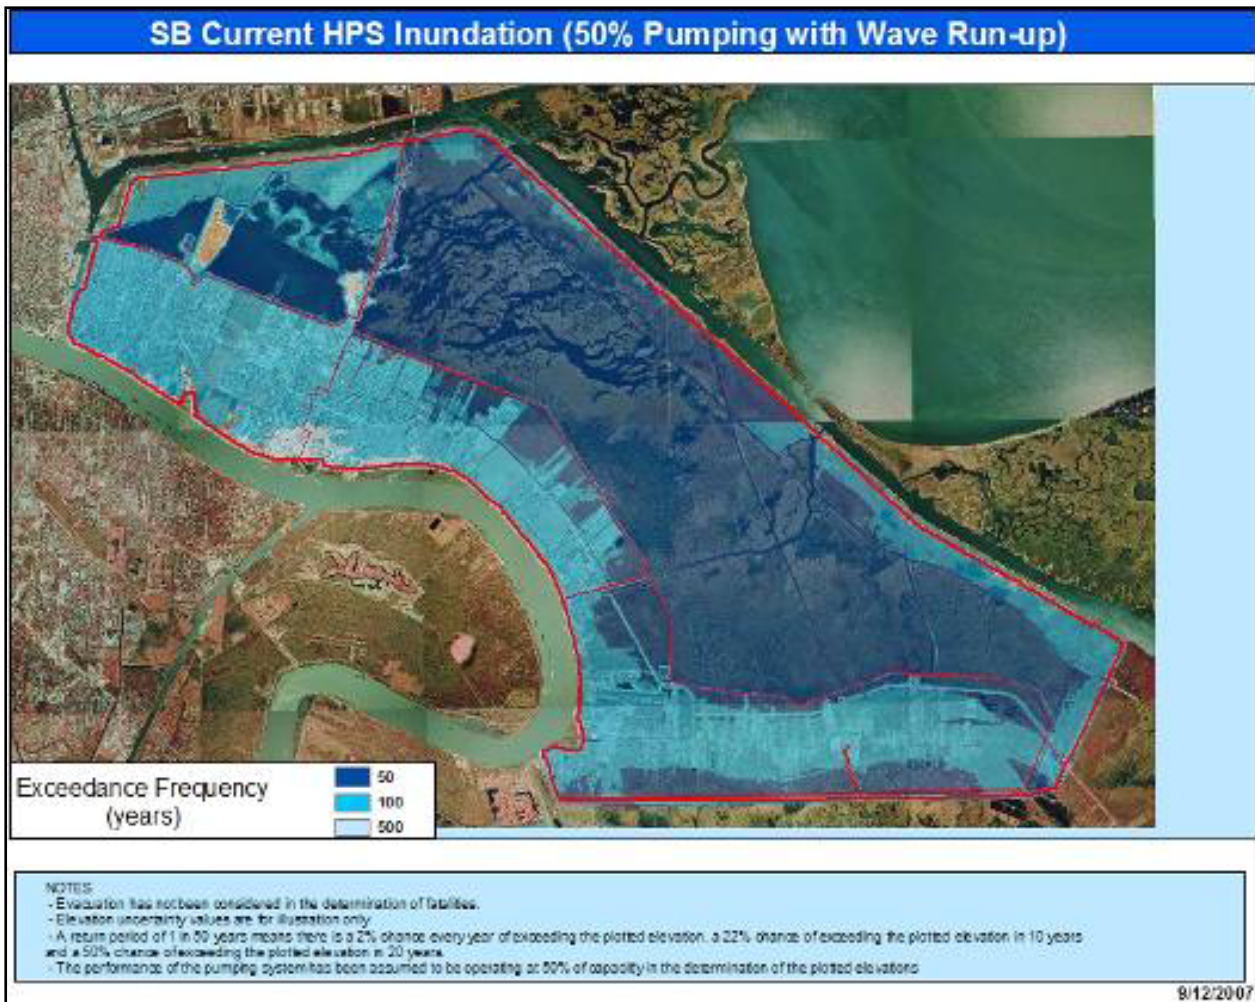 SB Current HPS Inundation (50% Pumping with Wave Run-up)
Exceedance Frequency
(years)
50
100
500
NOTES
- Evacuation has not been considered in the determination of fatalities.
- Elevation uncertainty values are for illustration only
- A return period of 1 in 50 years means there is a 2% chance every year of exceeding the plotted elevation, a 22% chance of exceeding the plotted elevation in 10 years
and a 50% chance of exceeding the plotted elevation in 20 years.
- The performance of the pumping system has been assumed to be operating at 50% of capacity in the determination of the plotted elevations
9/12/2007